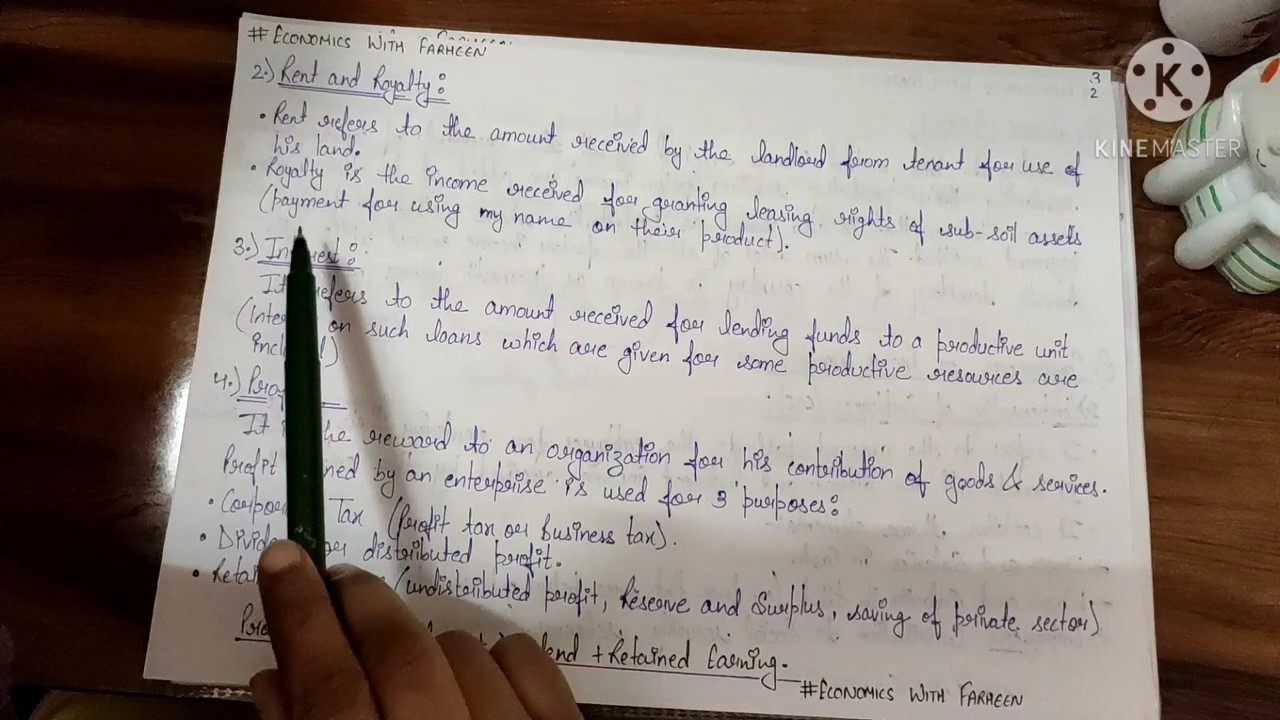 # ECONOMICS WITH FARHEEN
3
2
KINEMASTER
K
2.) Rent and Royalty:
• Rent refers to the amount received by the landlord from tenant for use of
his land.
• Royalty is the income received for granting leasing rights of sub-soil assets
(payment for using my name on their product).
3.)
It refers to the amount received for lending funds to a productive unit
on such loans which are given for some productive resources are
4.)
It the reward to an organization for his contribution of goods & services.
Profit by an enterprise is used for 3 purposes:
• Tax (Profit tax or Business tax).
• or distributed profit.
• (undistributed profit, Reserve and Surplus, saving of private sector)
+ Retained Earning.
#ECONOMICS WITH FARHEEN